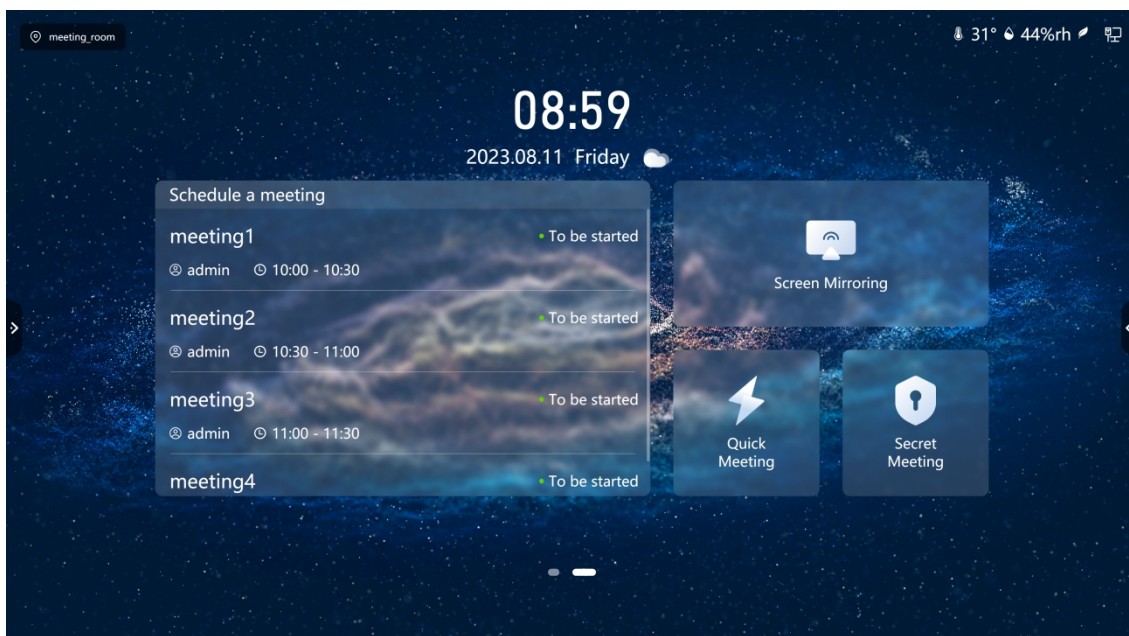 meeting_room
31° 44%rh
08:59
2023.08.11 Friday
Schedule a meeting
meeting1 To be started
admin 10:00 - 10:30
meeting2 To be started
admin 10:30 - 11:00
meeting3 To be started
admin 11:00 - 11:30
meeting4 To be started
Screen Mirroring
Quick
Meeting
Secret
Meeting